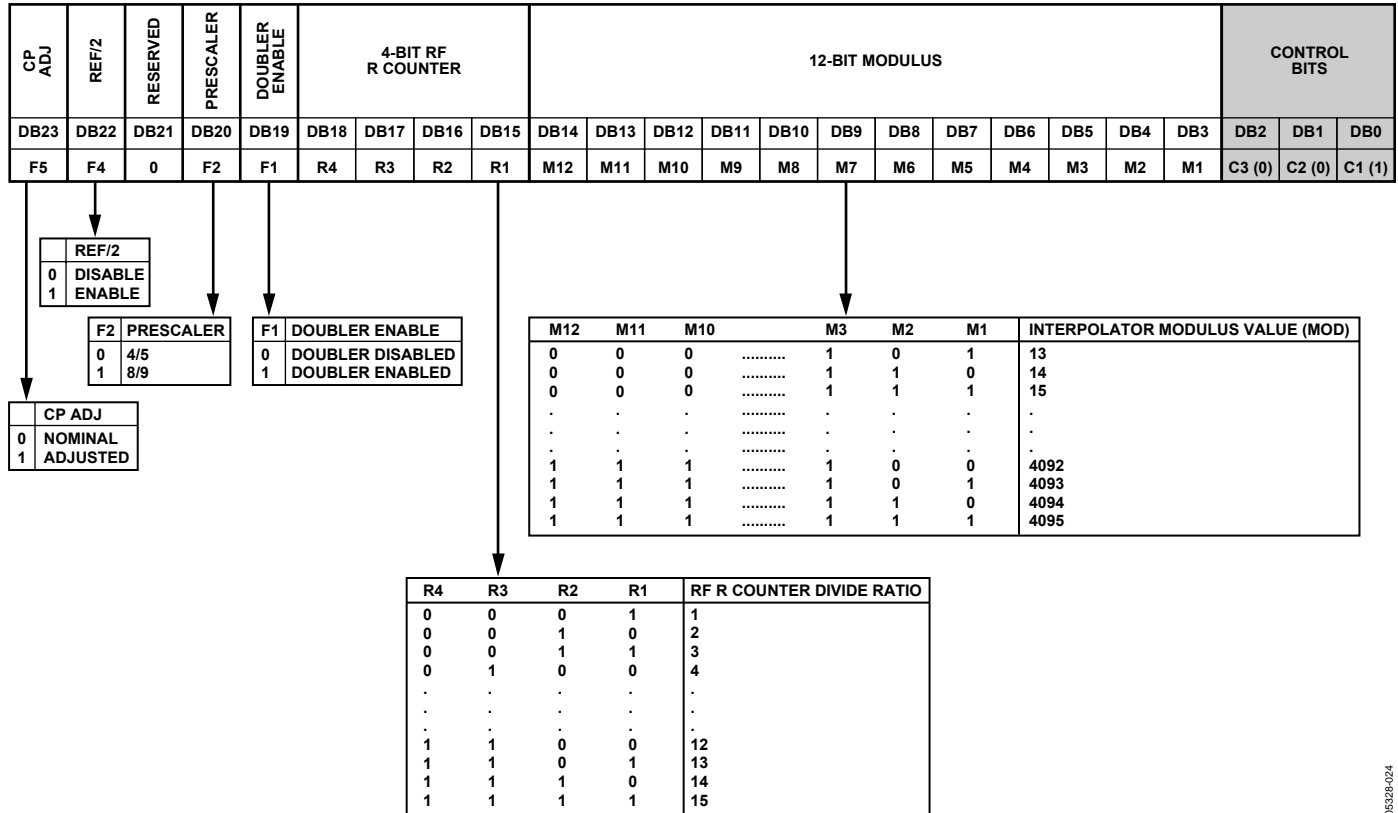 CP ADJ
REF/2
RESERVED
PRESCALER
DOUBLER ENABLE
4-BIT RF R COUNTER
12-BIT MODULUS
CONTROL BITS
DB23 DB22 DB21 DB20 DB19 DB18 DB17 DB16 DB15 DB14 DB13 DB12 DB11 DB10 DB9 DB8 DB7 DB6 DB5 DB4 DB3 DB2 DB1 DB0
F5 F4 0 F2 F1 R4 R3 R2 R1 M12 M11 M10 M9 M8 M7 M6 M5 M4 M3 M2 M1 C3 (0) C2 (0) C1 (1)
REF/2
0 DISABLE
1 ENABLE
F2 PRESCALER
0 4/5
1 8/9
F1 DOUBLER ENABLE
0 DOUBLER DISABLED
1 DOUBLER ENABLED
CP ADJ
0 NOMINAL
1 ADJUSTED
M12 M11 M10 M3 M2 M1 INTERPOLATOR MODULUS VALUE (MOD)
0 0 0 .......... 1 0 1 13
0 0 0 .......... 1 1 0 14
0 0 0 .......... 1 1 1 15
. . . .......... . . . .
. . . .......... . . . .
. . . .......... . . . .
1 1 1 .......... 1 0 0 4092
1 1 1 .......... 1 0 1 4093
1 1 1 .......... 1 1 0 4094
1 1 1 .......... 1 1 1 4095
R4 R3 R2 R1 RF R COUNTER DIVIDE RATIO
0 0 0 1 1
0 0 1 0 2
0 0 1 1 3
0 1 0 0 4
. . . . .
. . . . .
. . . . .
1 1 0 0 12
1 1 0 1 13
1 1 1 0 14
1 1 1 1 15
05328-024